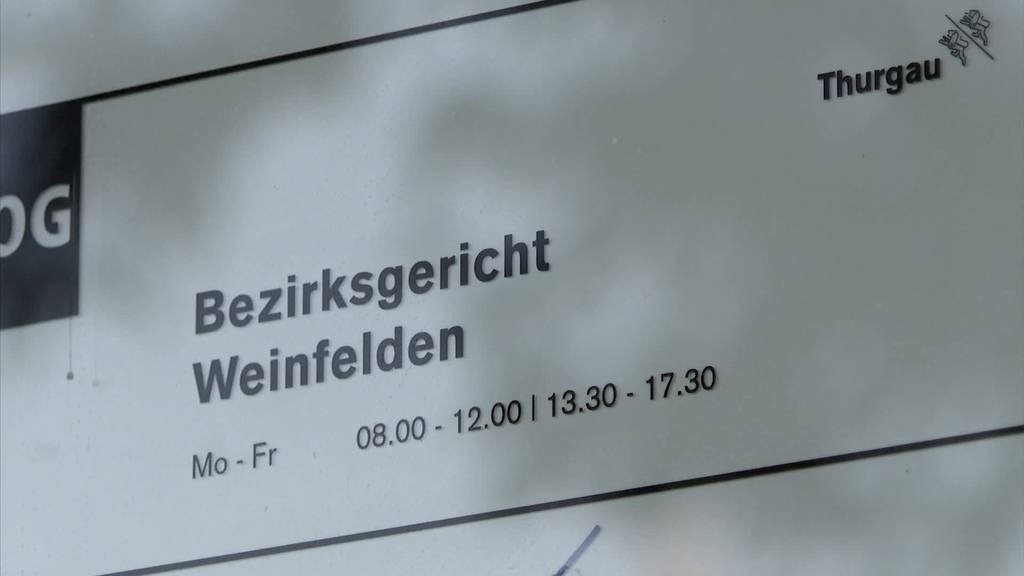 Thurgau
OG
Bezirksgericht
Weinfelden
Mo - Fr 08.00 - 12.00 | 13.30 - 17.30